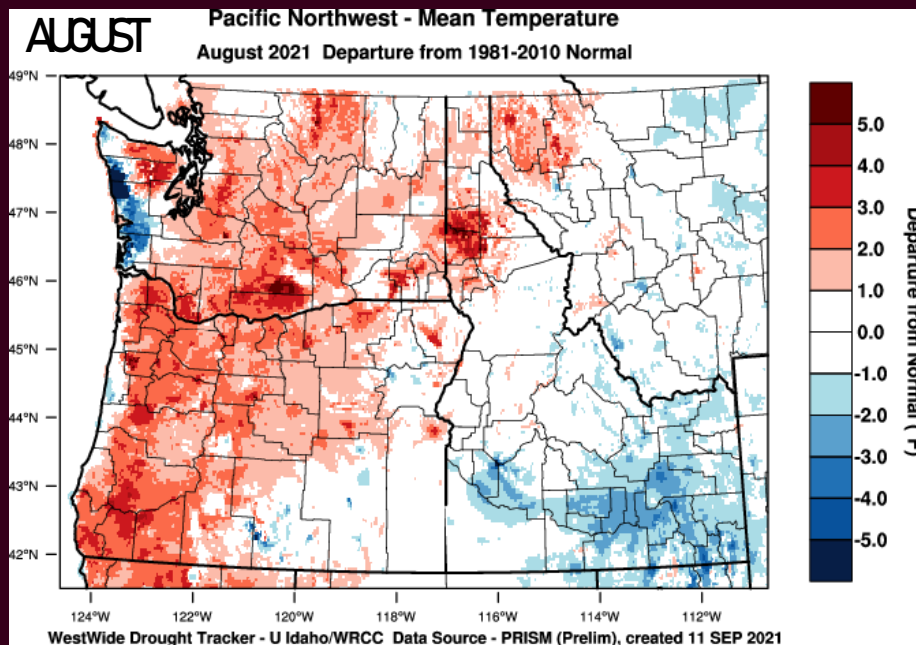 AUGUST
Pacific Northwest - Mean Temperature
August 2021 Departure from 1981-2010 Normal
49°N
48°N
47°N
46°N
45°N
44°N
43°N
42°N
124°W 122°W 120°W 118°W 116°W 114°W 112°W
5.0
4.0
3.0
2.0
1.0
0.0
-1.0
-2.0
-3.0
-4.0
-5.0
Departure from Normal (°F)
WestWide Drought Tracker - U Idaho/WRCC Data Source - PRISM (Prelim), created 11 SEP 2021